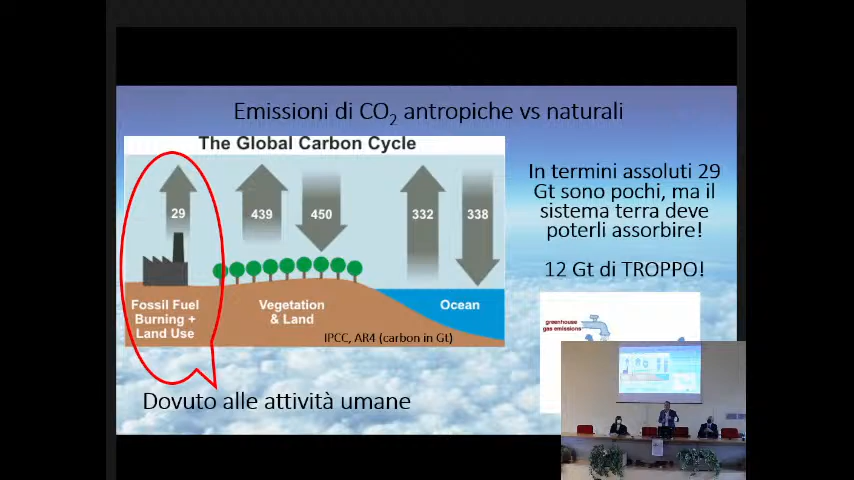 Emissioni di CO2 antropiche vs naturali
The Global Carbon Cycle
29
439
450
332
338
Fossil Fuel
Burning +
Land Use
Vegetation
& Land
Ocean
IPCC, AR4 (carbon in Gt)
Dovuto alle attività umane
In termini assoluti 29
Gt sono pochi, ma il
sistema terra deve
poterli assorbire!
12 Gt di TROPPO!
greenhouse
gas emissions